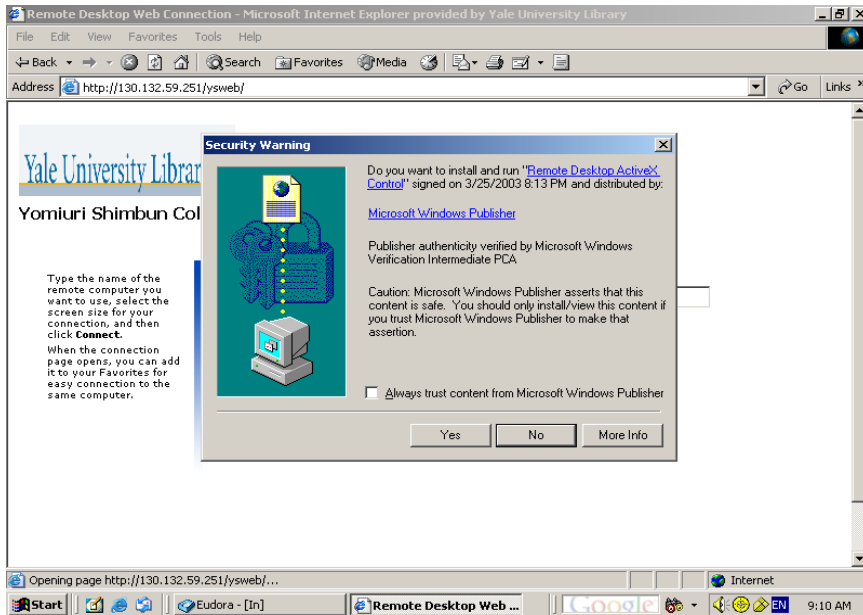 Remote Desktop Web Connection - Microsoft Internet Explorer provided by Yale University Library
File Edit View Favorites Tools Help
Back Search Favorites Media
Address http://130.132.59.251/ysweb/ Go Links »
Yale University Librar
Yomiuri Shimbun Col
Type the name of the
remote computer you
want to use, select the
screen size for your
connection, and then
click Connect.
When the connection
page opens, you can add
it to your Favorites for
easy connection to the
same computer.
Security Warning
Do you want to install and run "Remote Desktop ActiveX
Control" signed on 3/25/2003 8:13 PM and distributed by:
Microsoft Windows Publisher
Publisher authenticity verified by Microsoft Windows
Verification Intermediate PCA
Caution: Microsoft Windows Publisher asserts that this
content is safe. You should only install/view this content if
you trust Microsoft Windows Publisher to make that
assertion.
Always trust content from Microsoft Windows Publisher
Yes No More Info
Opening page http://130.132.59.251/ysweb/...
Internet
Start Eudora - [In] Remote Desktop Web ... Google EN 9:10 AM